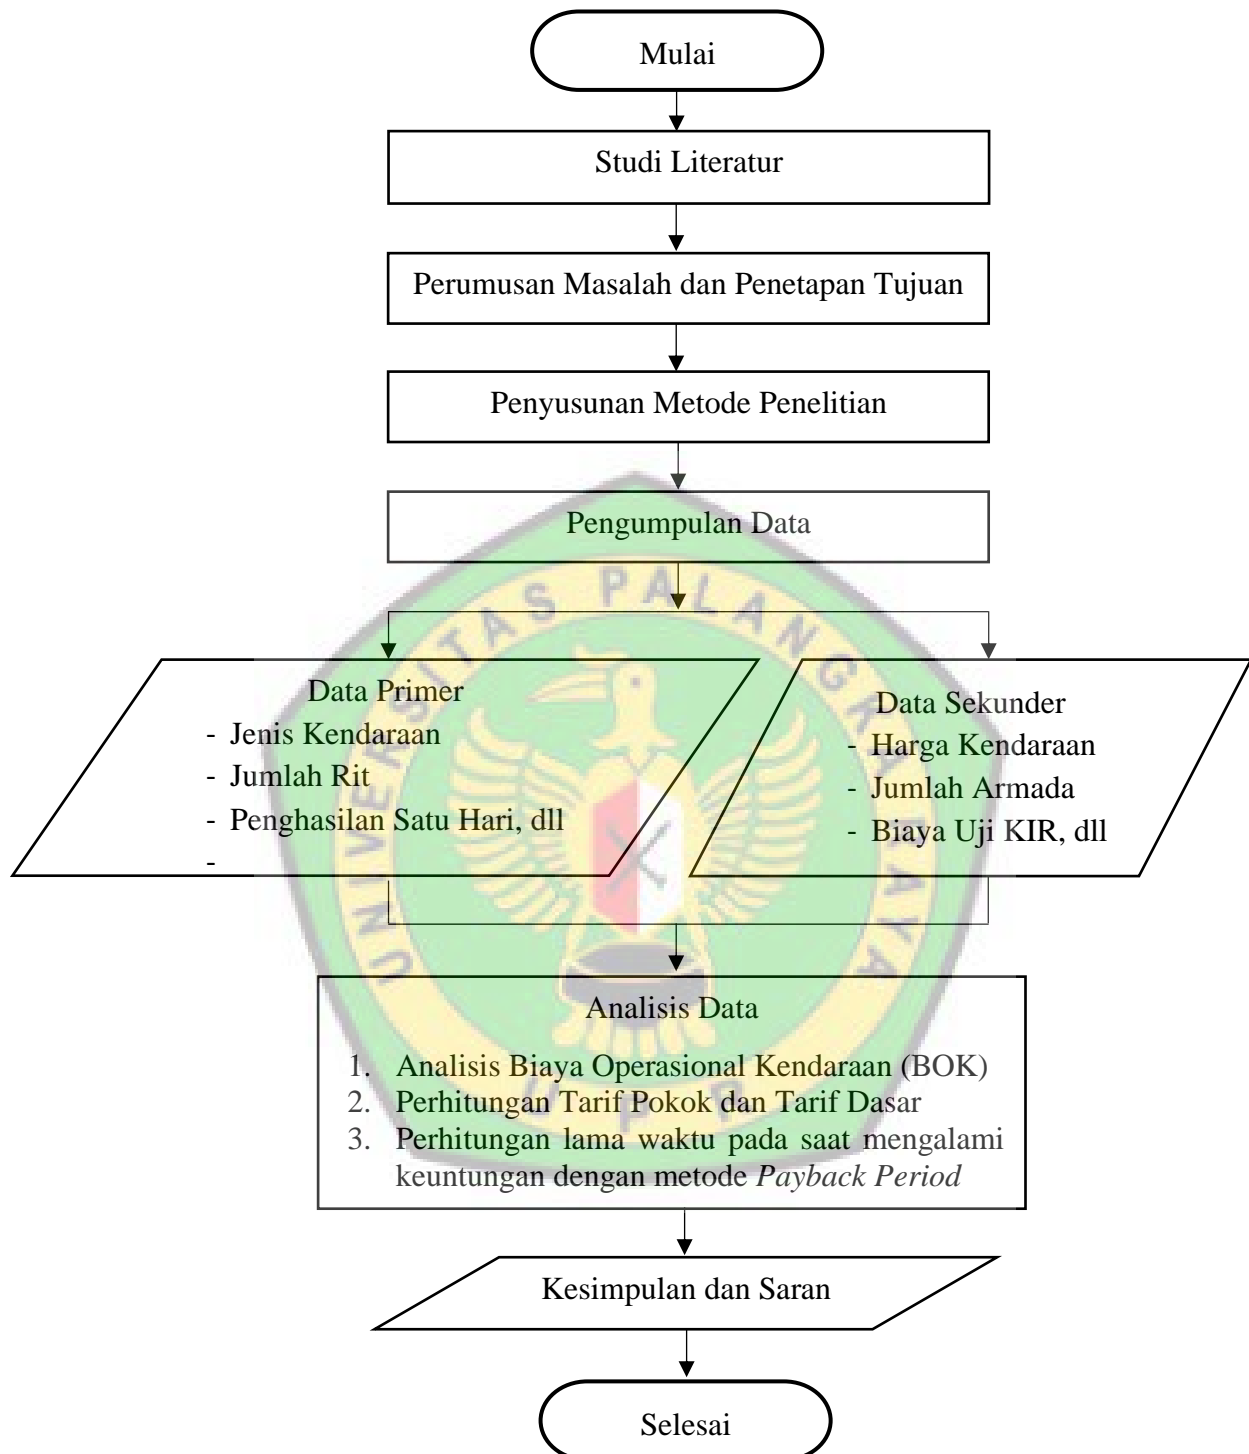 Mulai
Studi Literatur
Perumusan Masalah dan Penetapan Tujuan
Penyusunan Metode Penelitian
Pengumpulan Data
UNIVERSITAS PALANGKA RAYA
Data Primer
- Jenis Kendaraan
- Jumlah Rit
- Penghasilan Satu Hari, dll
-
Data Sekunder
- Harga Kendaraan
- Jumlah Armada
- Biaya Uji KIR, dll
Analisis Data
1. Analisis Biaya Operasional Kendaraan (BOK)
2. Perhitungan Tarif Pokok dan Tarif Dasar
3. Perhitungan lama waktu pada saat mengalami
keuntungan dengan metode Payback Period
U P R
Kesimpulan dan Saran
Selesai